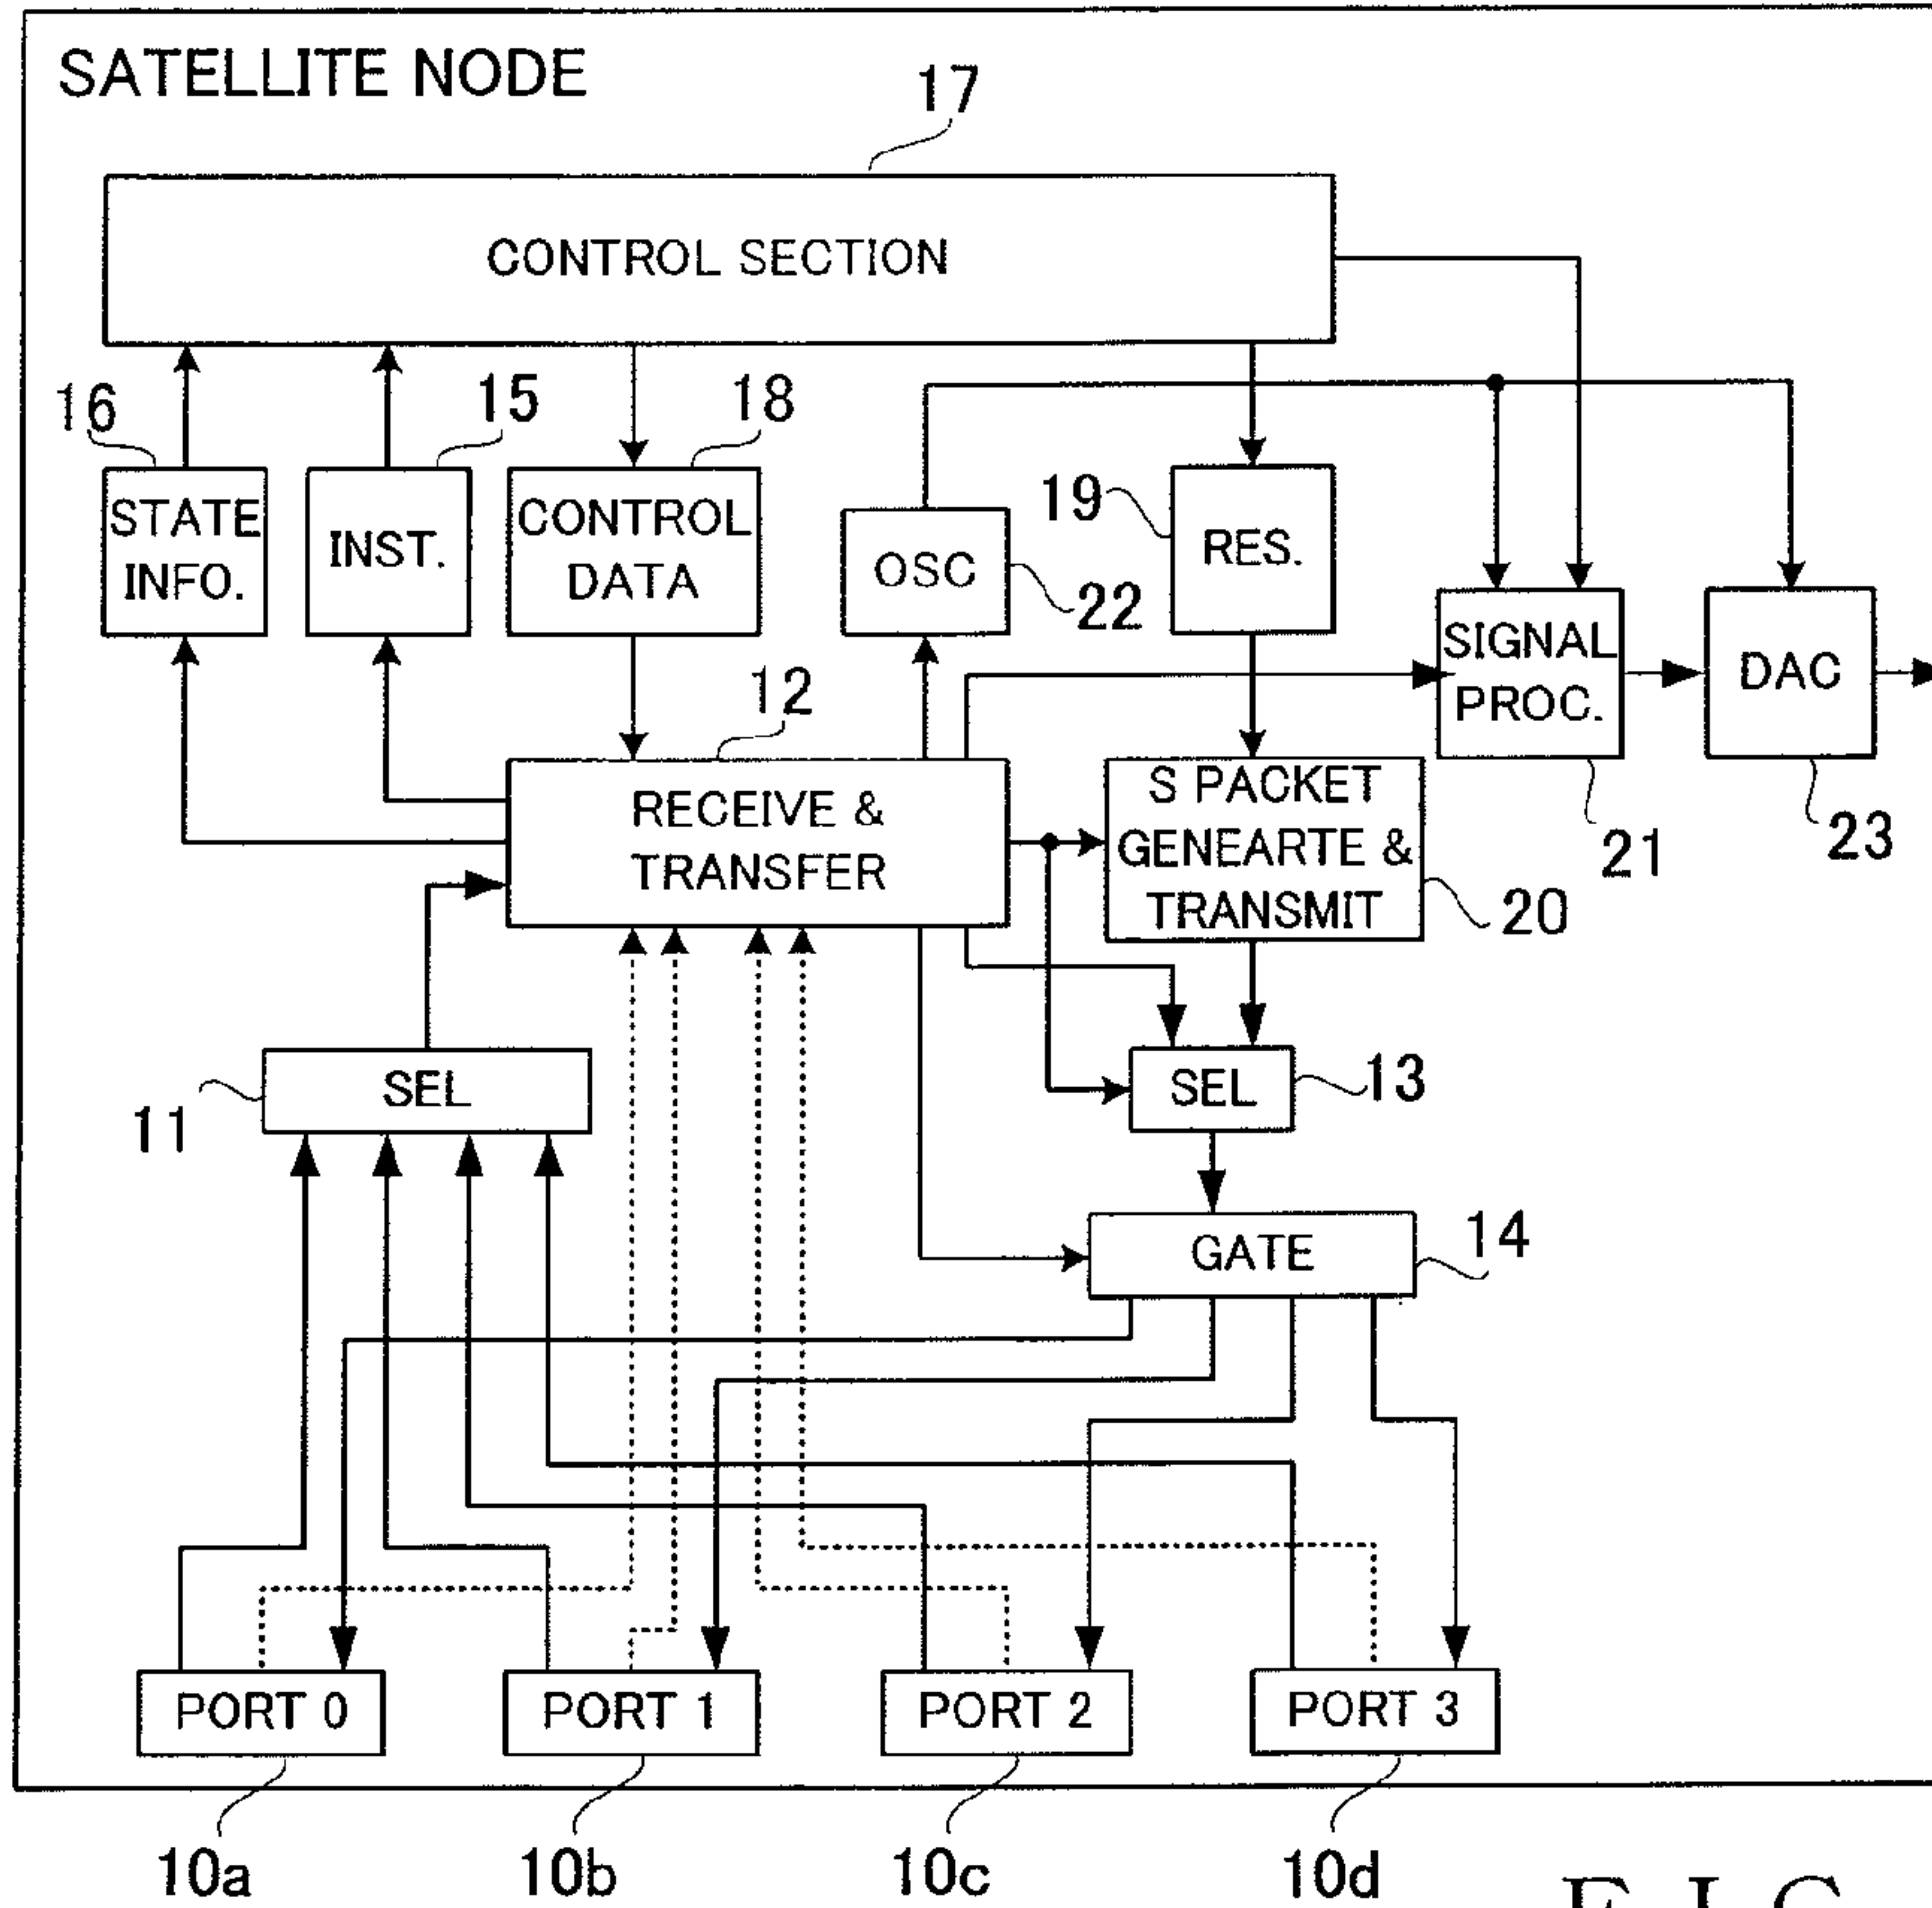 SATELLITE NODE
17
CONTROL SECTION
16
15
18
STATE
INFO.
INST.
CONTROL
DATA
OSC
22
19
RES.
SIGNAL
PROC.
DAC
12
RECEIVE &
TRANSFER
S PACKET
GENEARTE &
TRANSMIT
21
23
20
11
SEL
SEL
13
GATE
14
PORT 0
PORT 1
PORT 2
PORT 3
10a
10b
10c
10d
F I G